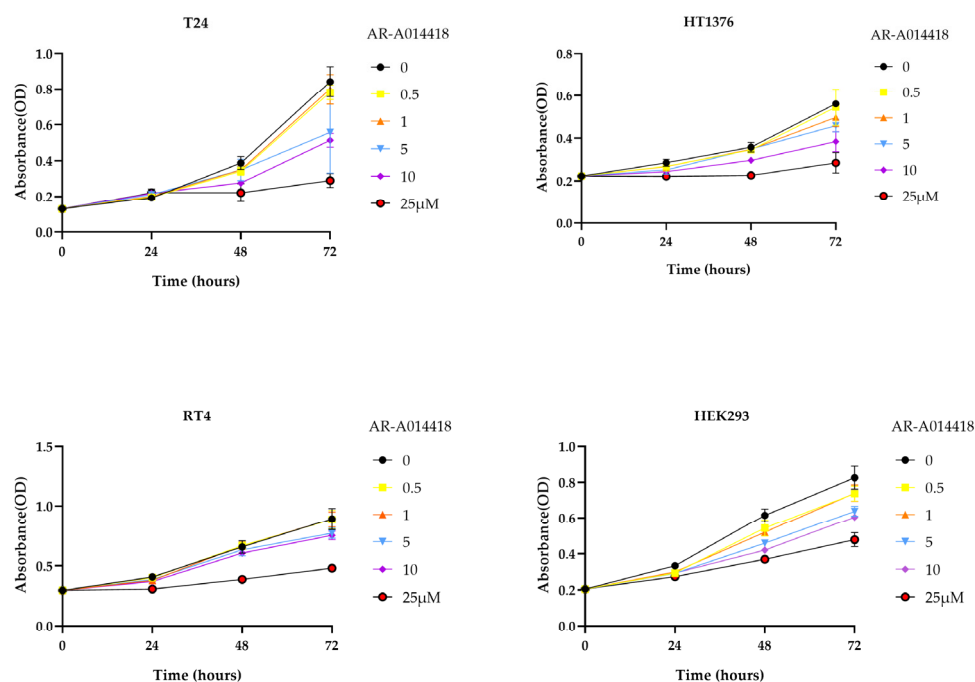 T24
AR-A014418
0
0.5
1
5
10
25μM
Absorbance(OD)
1.0
0.8
0.6
0.4
0.2
0.0
0 24 48 72
Time (hours)
HT1376
AR-A014418
0
0.5
1
5
10
25μM
Absorbance(OD)
0.8
0.6
0.4
0.2
0.0
0 24 48 72
Time (hours)
RT4
AR-A014418
0
0.5
1
5
10
25μM
Absorbance(OD)
1.5
1.0
0.5
0.0
0 24 48 72
Time (hours)
HEK293
AR-A014418
0
0.5
1
5
10
25μM
Absorbance(OD)
1.0
0.8
0.6
0.4
0.2
0.0
0 24 48 72
Time (hours)